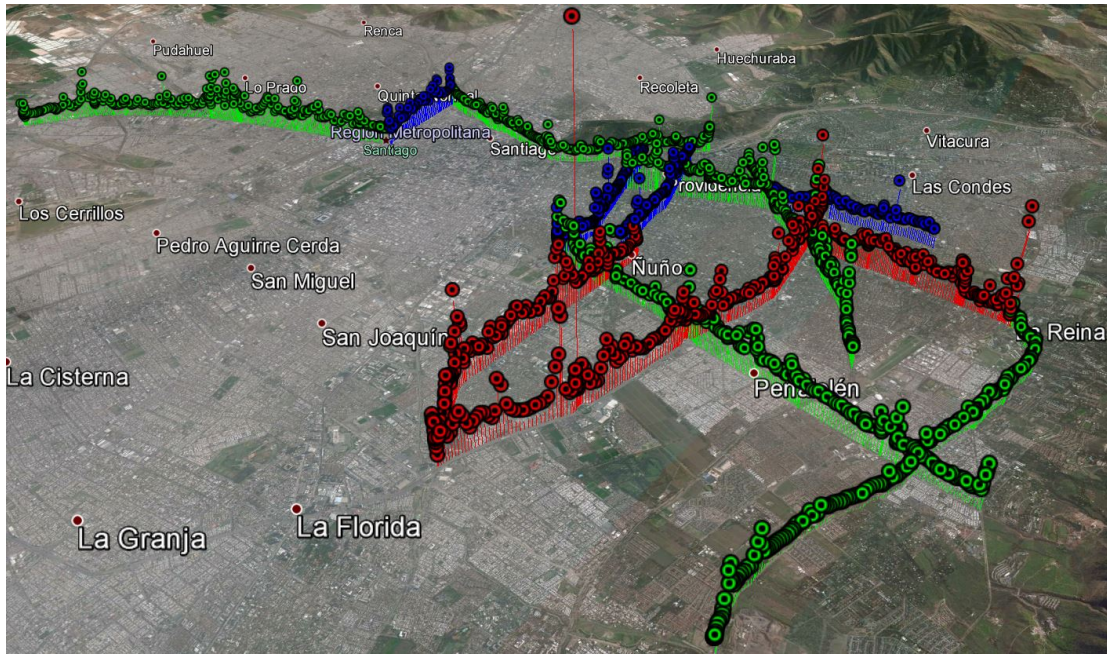 Renca
Pudahuel
Huechuraba
Lo Prado
Recoleta
Quinta Normal
Región Metropolitana
Santiago
Santiago
Vitacura
Providencia
Las Condes
Los Cerrillos
Pedro Aguirre Cerda
Ñuño
San Miguel
San Joaquín
La Reina
La Cisterna
Peñalolén
La Florida
La Granja